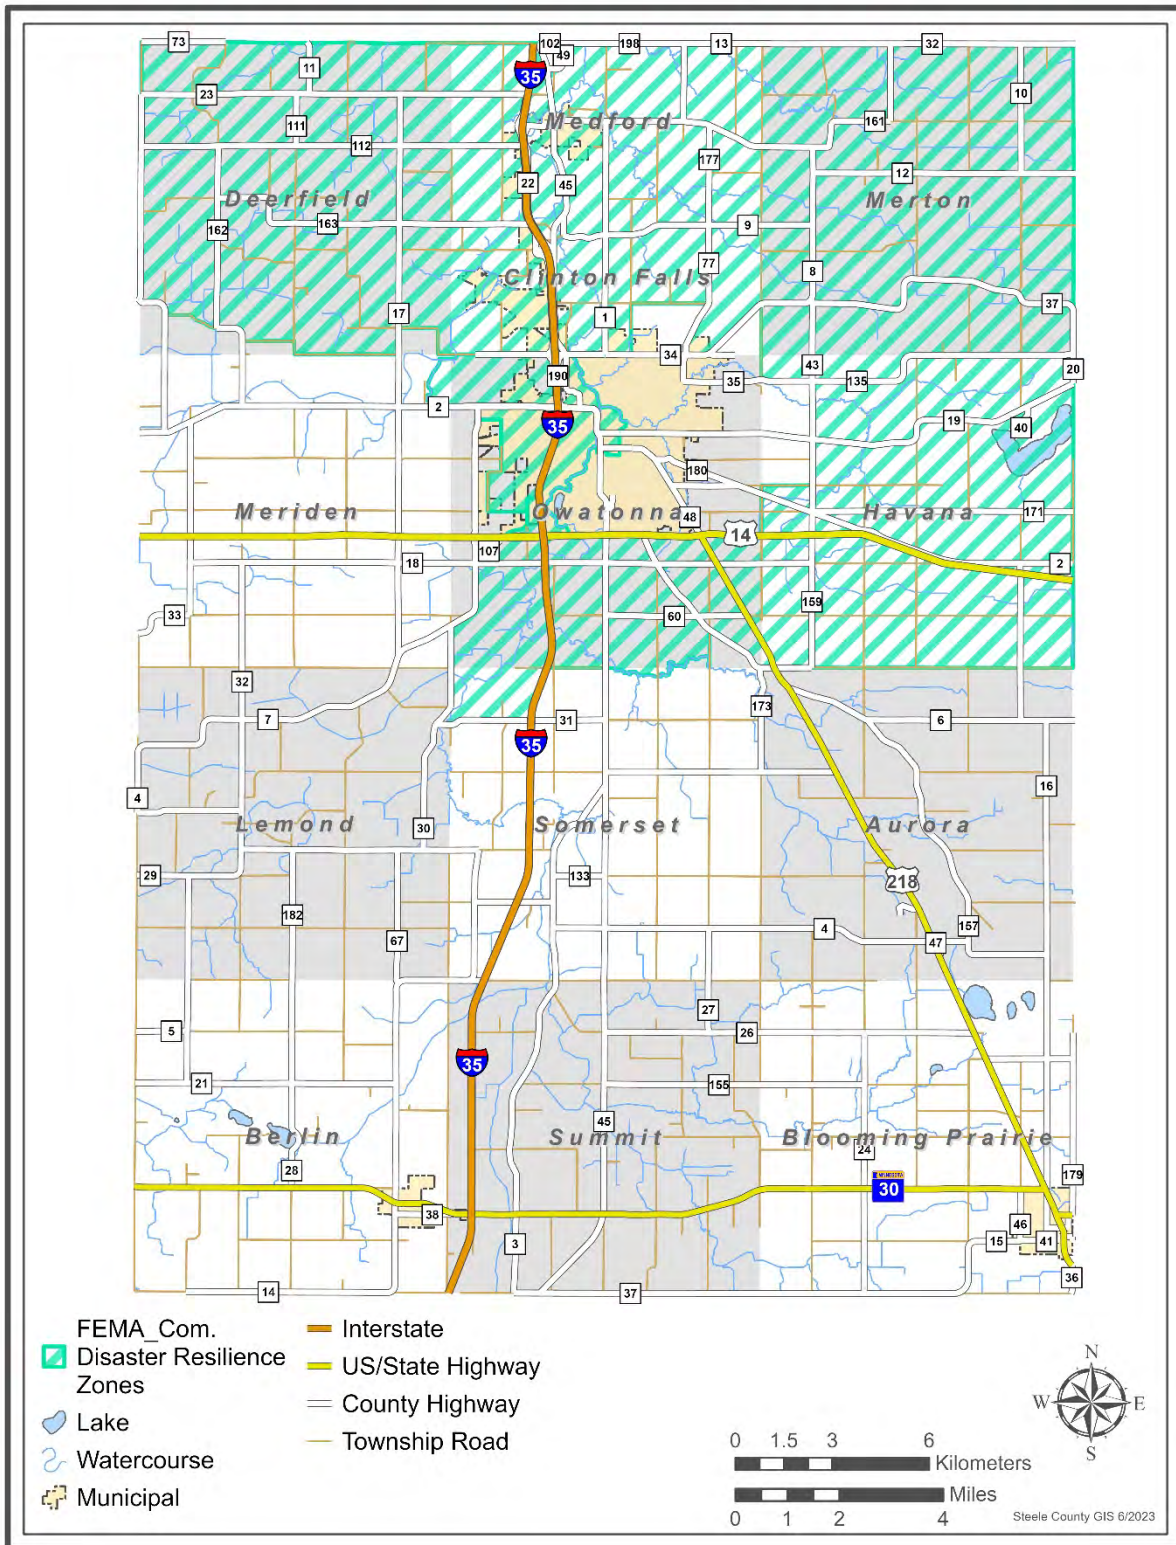 73
102
198
13
32
49
11
35
10
23
Medford
111
161
112
177
12
22
45
Deerfield
Merton
162
163
9
77
8
Clinton Falls
37
17
1
34
43
20
190
35
135
2
35
19
40
180
Meriden
Owatonna
48
Havana
171
14
107
18
2
159
33
60
32
173
7
31
6
35
4
16
Lemond
30
Somerset
Aurora
29
133
218
182
4
157
67
47
27
5
26
35
21
155
45
Berlin
Summit
Blooming Prairie
24
28
179
MINNESOTA
30
38
46
3
15
41
36
14
37
FEMA_Com.
Disaster Resilience
Zones
Lake
Watercourse
Municipal
Interstate
US/State Highway
County Highway
Township Road
N
W E
S
0 1.5 3 6
Kilometers
Miles
0 1 2 4
Steele County GIS 6/2023